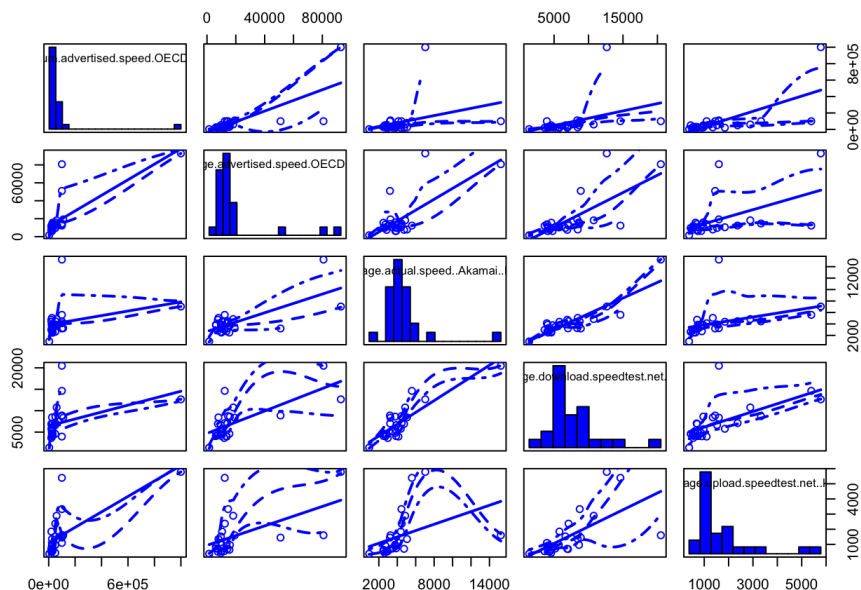 0 40000 80000 5000 15000
um.advertised.speed.OECD
0e+00 8e+05
ge.advertised.speed.OECD
0 60000
age.actual.speed..Akamai..
2000 12000
ge.download.speedtest.net.
5000 20000
age.upload.speedtest.net..k
1000 4000
0e+00 6e+05 2000 8000 14000 1000 3000 5000